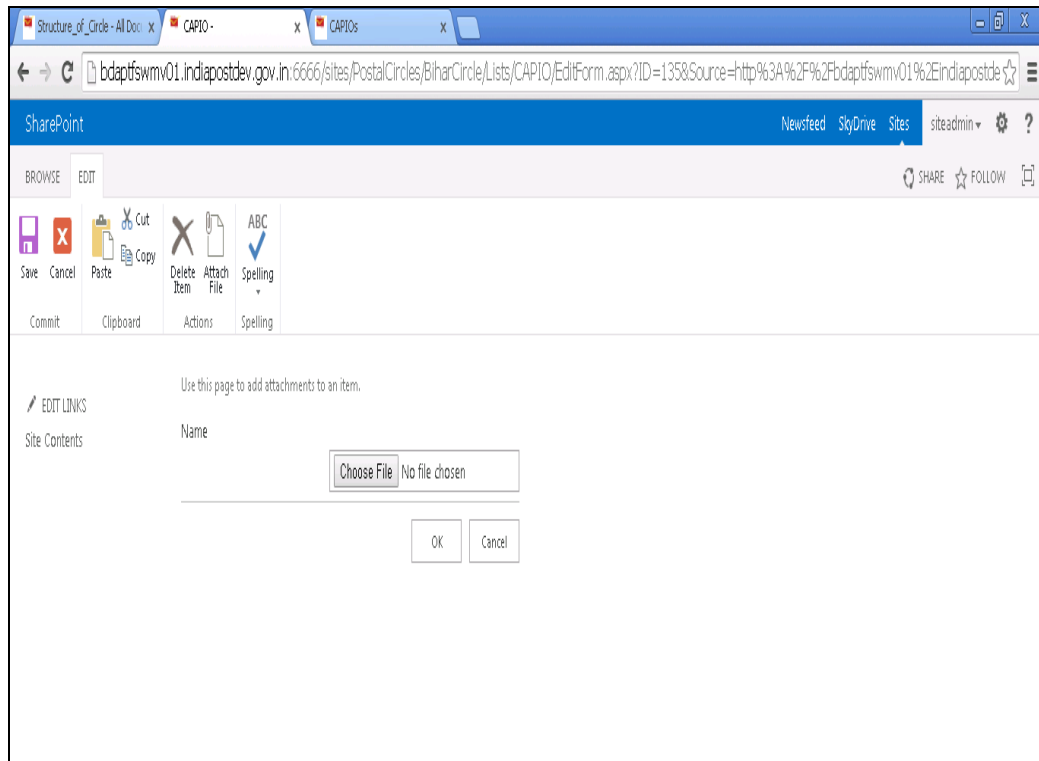 Structure_of_Circle - All Doc x CAPIO - x CAPIOs x
bdaptfswmv01.indiapostdev.gov.in:6666/sites/PostalCircles/BiharCircle/Lists/CAPIO/EditForm.aspx?ID=135&Source=http%3A%2F%2Fbdaptfswmv01%2Eindiapostde
SharePoint Newsfeed SkyDrive Sites siteadmin ?
BROWSE EDIT SHARE FOLLOW
Cut ABC
Copy
Save Cancel Paste Delete Item Attach File Spelling
Commit Clipboard Actions Spelling
Use this page to add attachments to an item.
EDIT LINKS
Name
Site Contents
Choose File No file chosen
OK Cancel